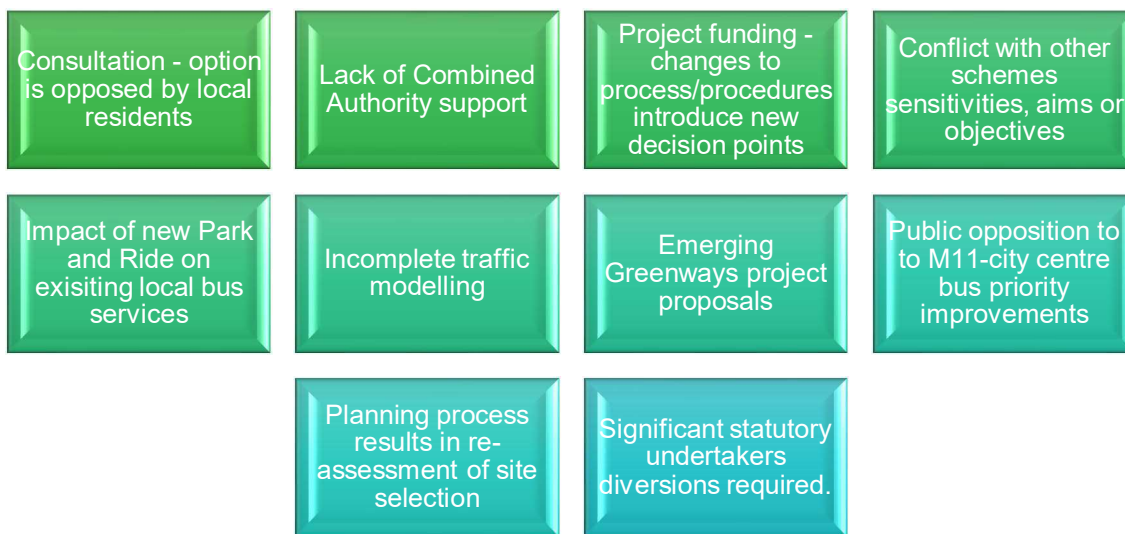 Consultation - option
is opposed by local
residents
Lack of Combined
Authority support
Project funding -
changes to
process/procedures
introduce new
decision points
Conflict with other
schemes
sensitivities, aims or
objectives
Impact of new Park
and Ride on
exisiting local bus
services
Incomplete traffic
modelling
Emerging
Greenways project
proposals
Public opposition to
to M11-city centre
bus priority
improvements
Planning process
results in re-
assessment of site
selection
Significant statutory
undertakers
diversions required.